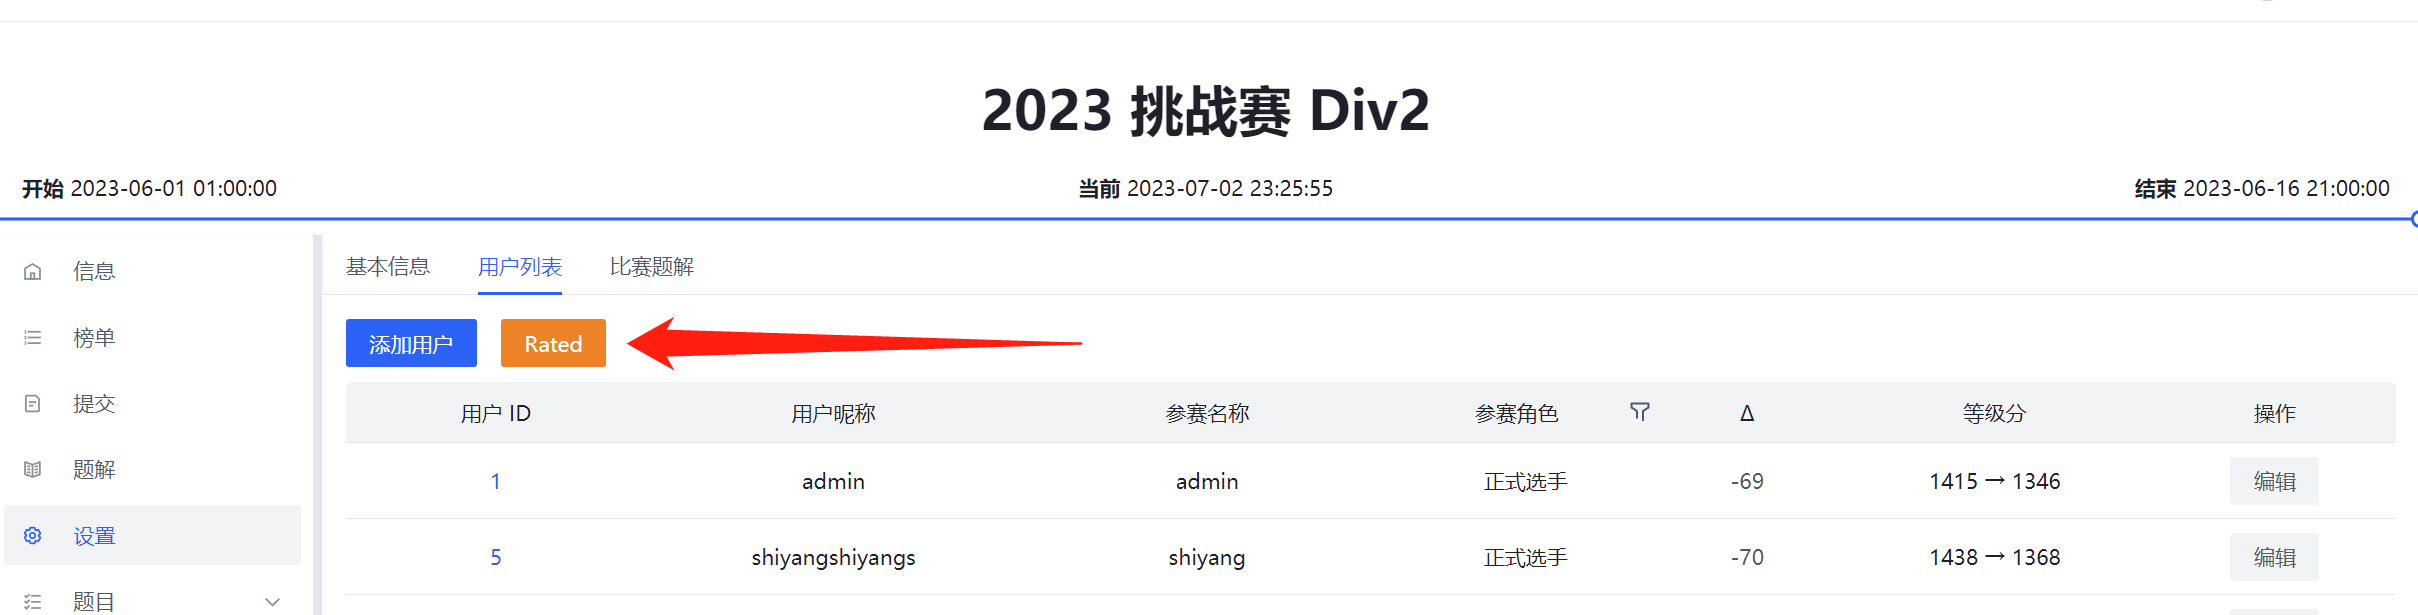 2023 挑战赛 Div2
开始 2023-06-01 01:00:00
当前 2023-07-02 23:25:55
结束 2023-06-16 21:00:00
信息
榜单
提交
题解
设置
题目
基本信息 用户列表 比赛题解
添加用户 Rated
用户 ID 用户昵称 参赛名称 参赛角色 Δ 等级分 操作
1 admin admin 正式选手 -69 1415 → 1346 编辑
5 shiyangshiyangs shiyang 正式选手 -70 1438 → 1368 编辑